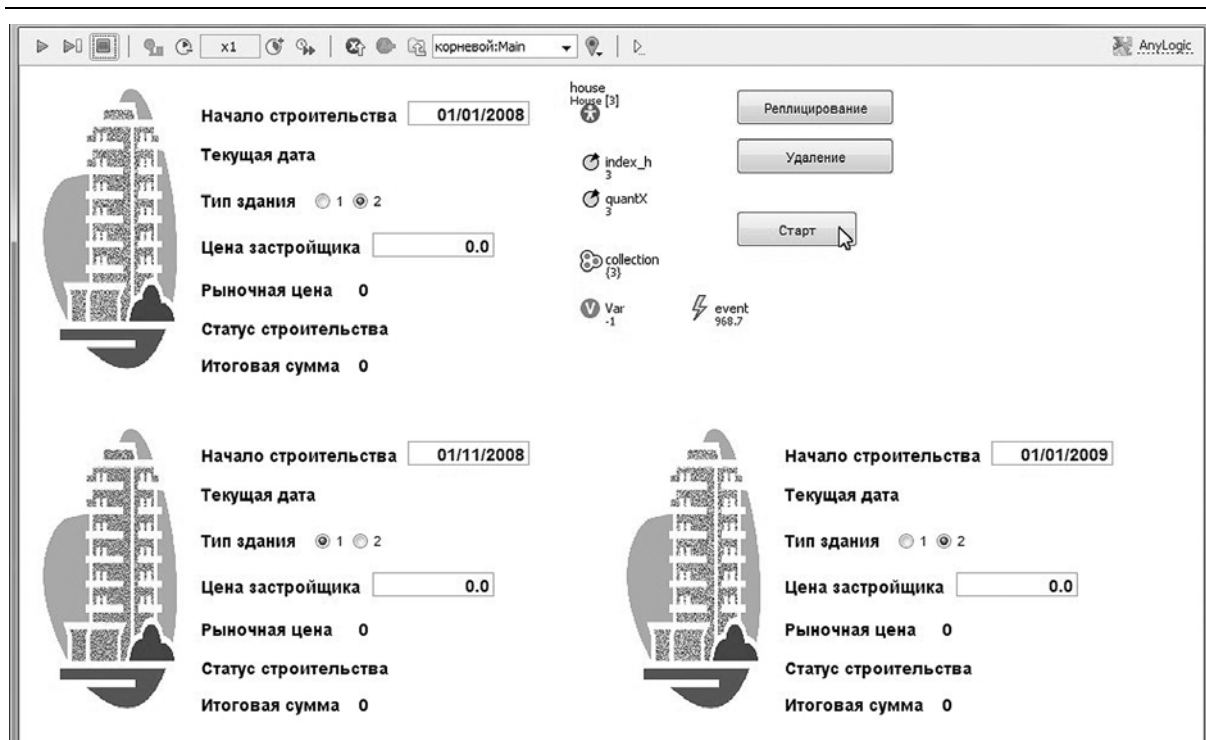 x1
корневой:Main
AnyLogic
Начало строительства 01/01/2008
Текущая дата
Тип здания 1 2
Цена застройщика 0.0
Рыночная цена 0
Статус строительства
Итоговая сумма 0
house
House [3]
index_h
3
quantX
3
collection
{3}
V Var
-1
event
968.7
Реплицирование
Удаление
Старт
Начало строительства 01/11/2008
Текущая дата
Тип здания 1 2
Цена застройщика 0.0
Рыночная цена 0
Статус строительства
Итоговая сумма 0
Начало строительства 01/01/2009
Текущая дата
Тип здания 1 2
Цена застройщика 0.0
Рыночная цена 0
Статус строительства
Итоговая сумма 0